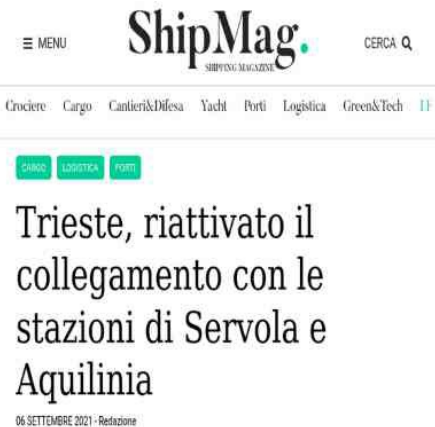 ☰ MENU ShipMag. CERCA
SHIPPING MAGAZINE
Crociere Cargo Cantieri&Difesa Yacht Porti Logistica Green&Tech
CARGO LOGISTICA PORTI
Trieste, riattivato il
collegamento con le
stazioni di Servola e
Aquilinia
06 SETTEMBRE 2021 - Redazione